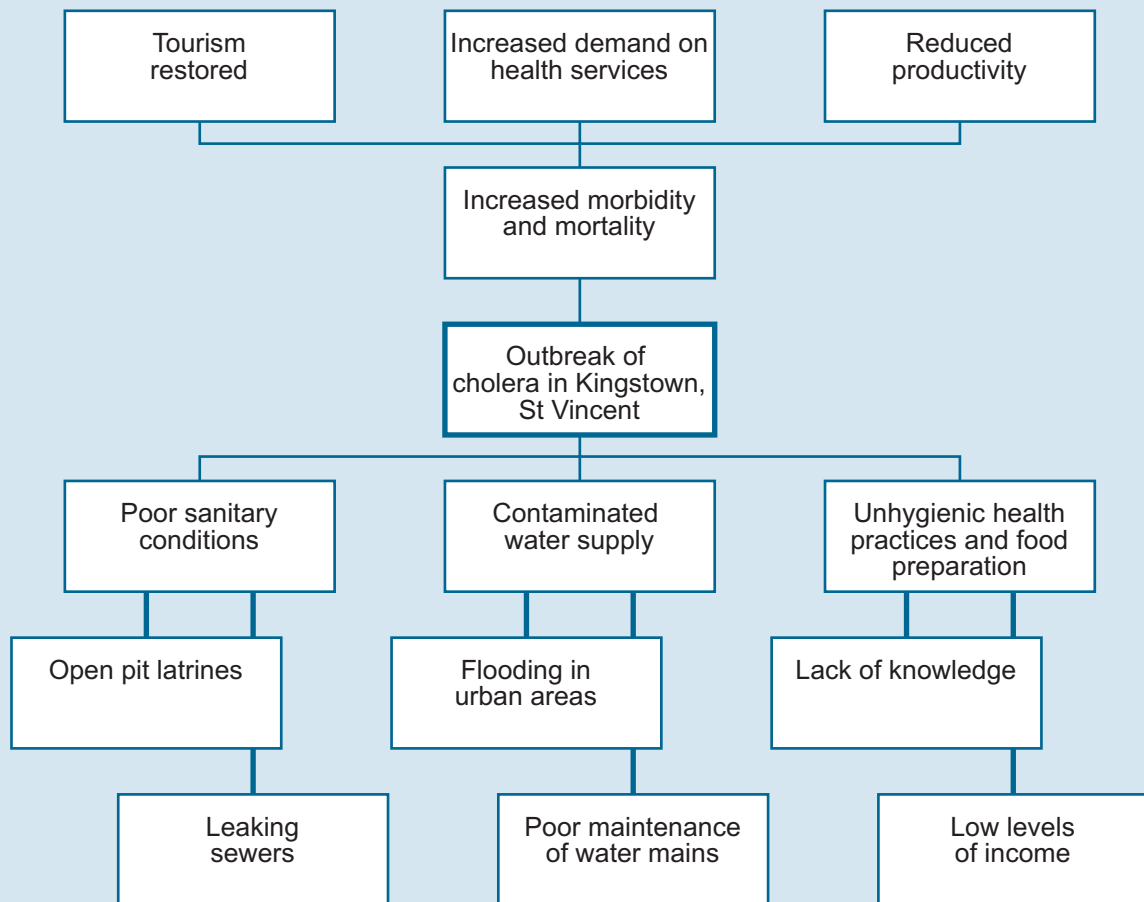 Tourism
restored
Increased demand on
health services
Reduced
productivity
Increased morbidity
and mortality
Outbreak of
cholera in Kingstown,
St Vincent
Poor sanitary
conditions
Contaminated
water supply
Unhygienic health
practices and food
preparation
Open pit latrines
Flooding in
urban areas
Lack of knowledge
Leaking
sewers
Poor maintenance
of water mains
Low levels
of income